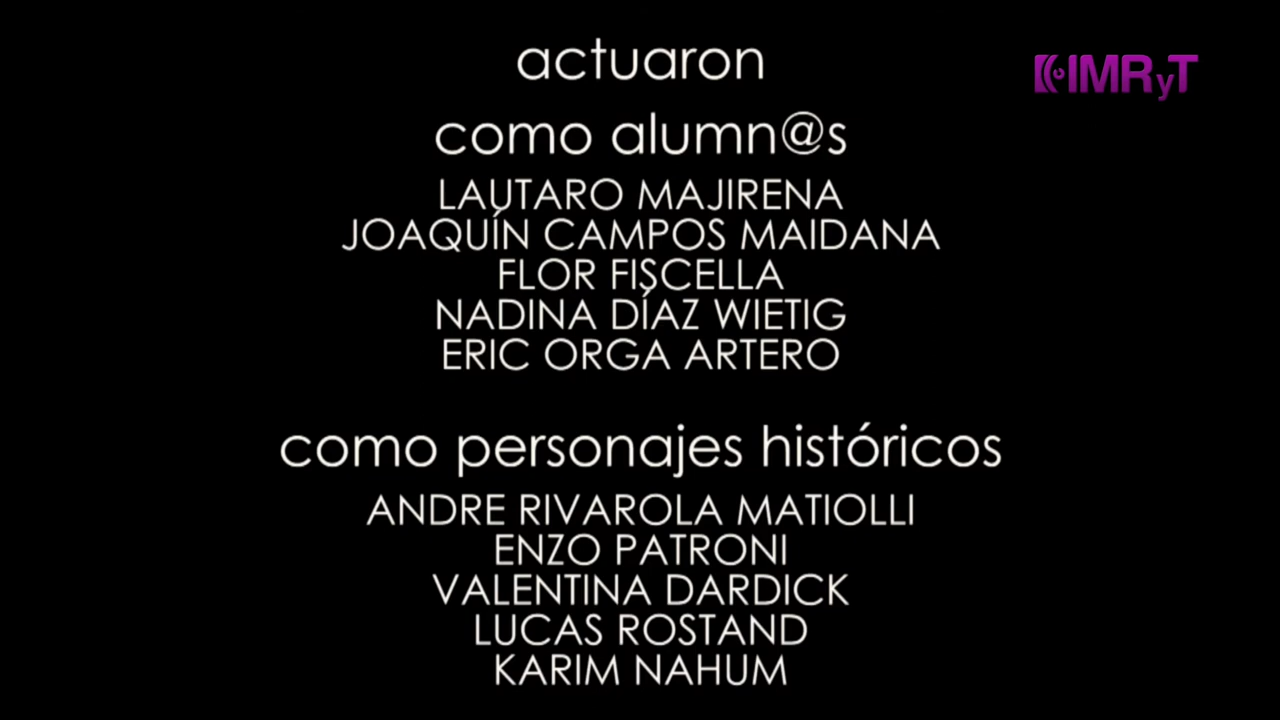 actuaron
IMRyT
como alumn@s
LAUTARO MAJIRENA
JOAQUÍN CAMPOS MAIDANA
FLOR FISCELLA
NADINA DÍAZ WIETIG
ERIC ORGA ARTERO
como personajes históricos
ANDRE RIVAROLA MATIOLLI
ENZO PATRONI
VALENTINA DARDICK
LUCAS ROSTAND
KARIM NAHUM